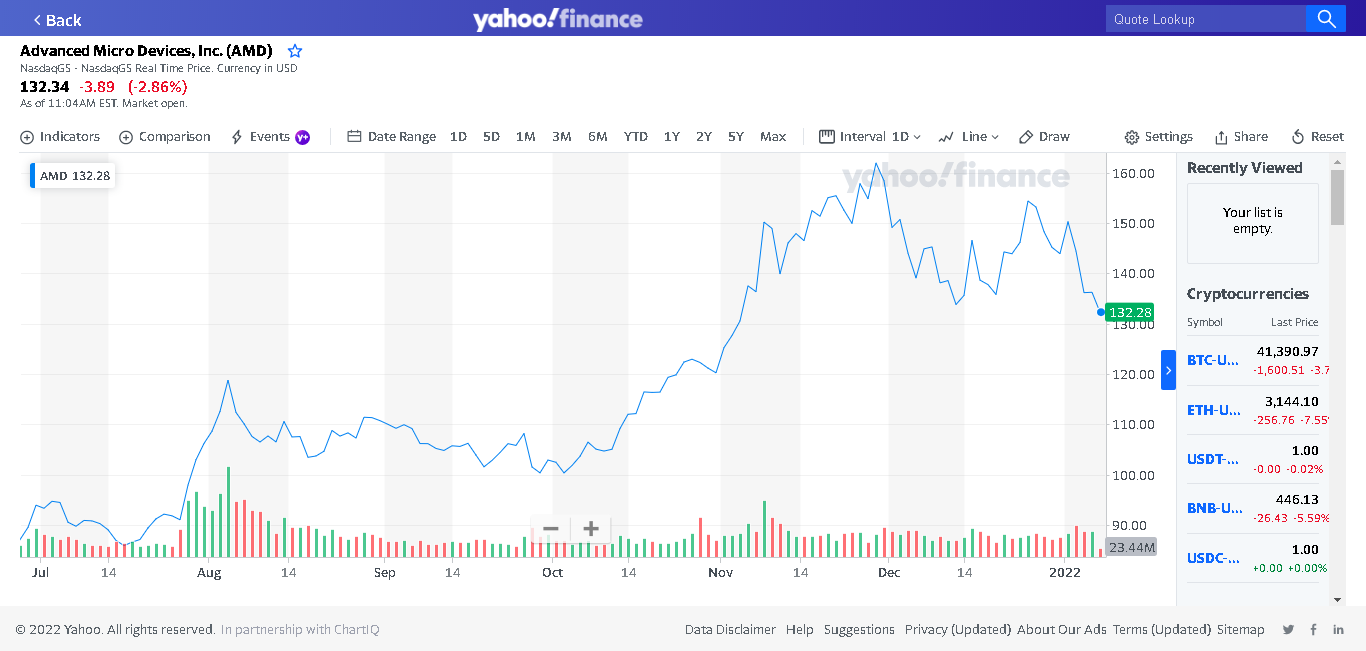 Back
yahoo!finance
Quote Lookup
Advanced Micro Devices, Inc. (AMD)
NasdaqGS - NasdaqGS Real Time Price. Currency in USD
132.34 -3.89 (-2.86%)
As of 11:04AM EST. Market open.
Indicators Comparison Events Y+ Date Range 1D 5D 1M 3M 6M YTD 1Y 2Y 5Y Max Interval 1D Line Draw Settings Share Reset
AMD 132.28
yahoo!finance
160.00
150.00
140.00
132.28
130.00
120.00
110.00
100.00
90.00
23.44M
Jul 14 Aug 14 Sep 14 Oct 14 Nov 14 Dec 14 2022
Recently Viewed
Your list is
empty.
Cryptocurrencies
Symbol Last Price
BTC-U... 41,390.97
-1,600.51 -3.7
ETH-U... 3,144.10
-256.76 -7.55%
USDT-... 1.00
-0.00 -0.02%
BNB-U... 446.13
-26.43 -5.59%
USDC-... 1.00
+0.00 +0.00%
© 2022 Yahoo. All rights reserved. In partnership with ChartIQ
Data Disclaimer Help Suggestions Privacy (Updated) About Our Ads Terms (Updated) Sitemap